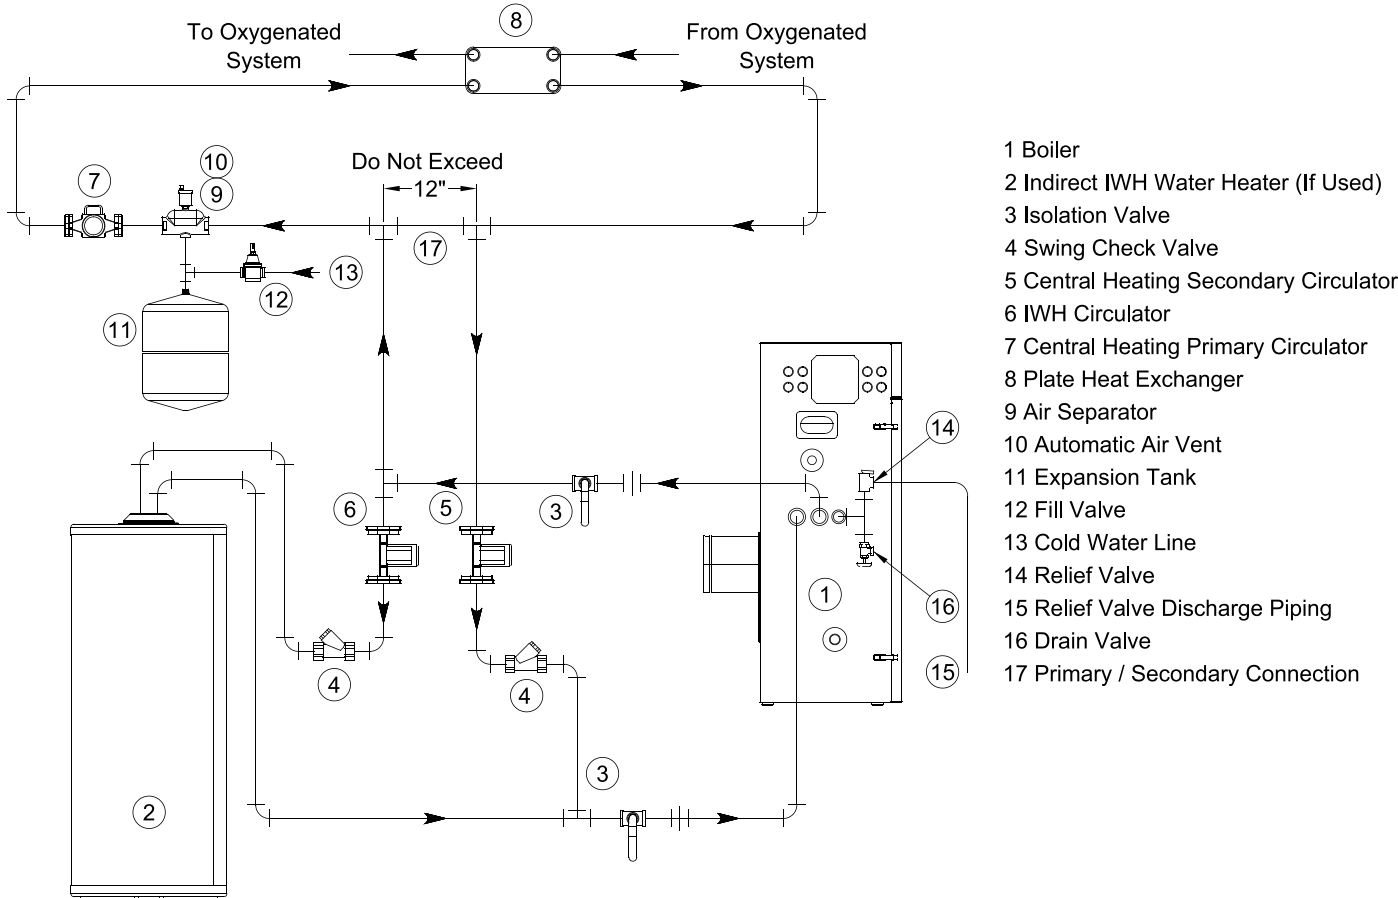 8
To Oxygenated
System
From Oxygenated
System
10
9
7
Do Not Exceed
12"
17
13
12
11
14
6
5
3
1
16
4
4
15
3
2
1 Boiler
2 Indirect IWH Water Heater (If Used)
3 Isolation Valve
4 Swing Check Valve
5 Central Heating Secondary Circulator
6 IWH Circulator
7 Central Heating Primary Circulator
8 Plate Heat Exchanger
9 Air Separator
10 Automatic Air Vent
11 Expansion Tank
12 Fill Valve
13 Cold Water Line
14 Relief Valve
15 Relief Valve Discharge Piping
16 Drain Valve
17 Primary / Secondary Connection